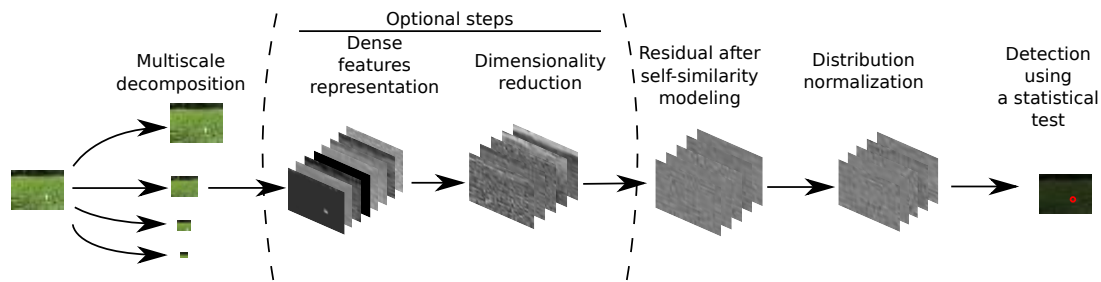 Optional steps
Multiscale
decomposition
Dense
features
representation
Dimensionality
reduction
Residual after
self-similarity
modeling
Distribution
normalization
Detection
using
a statistical
test